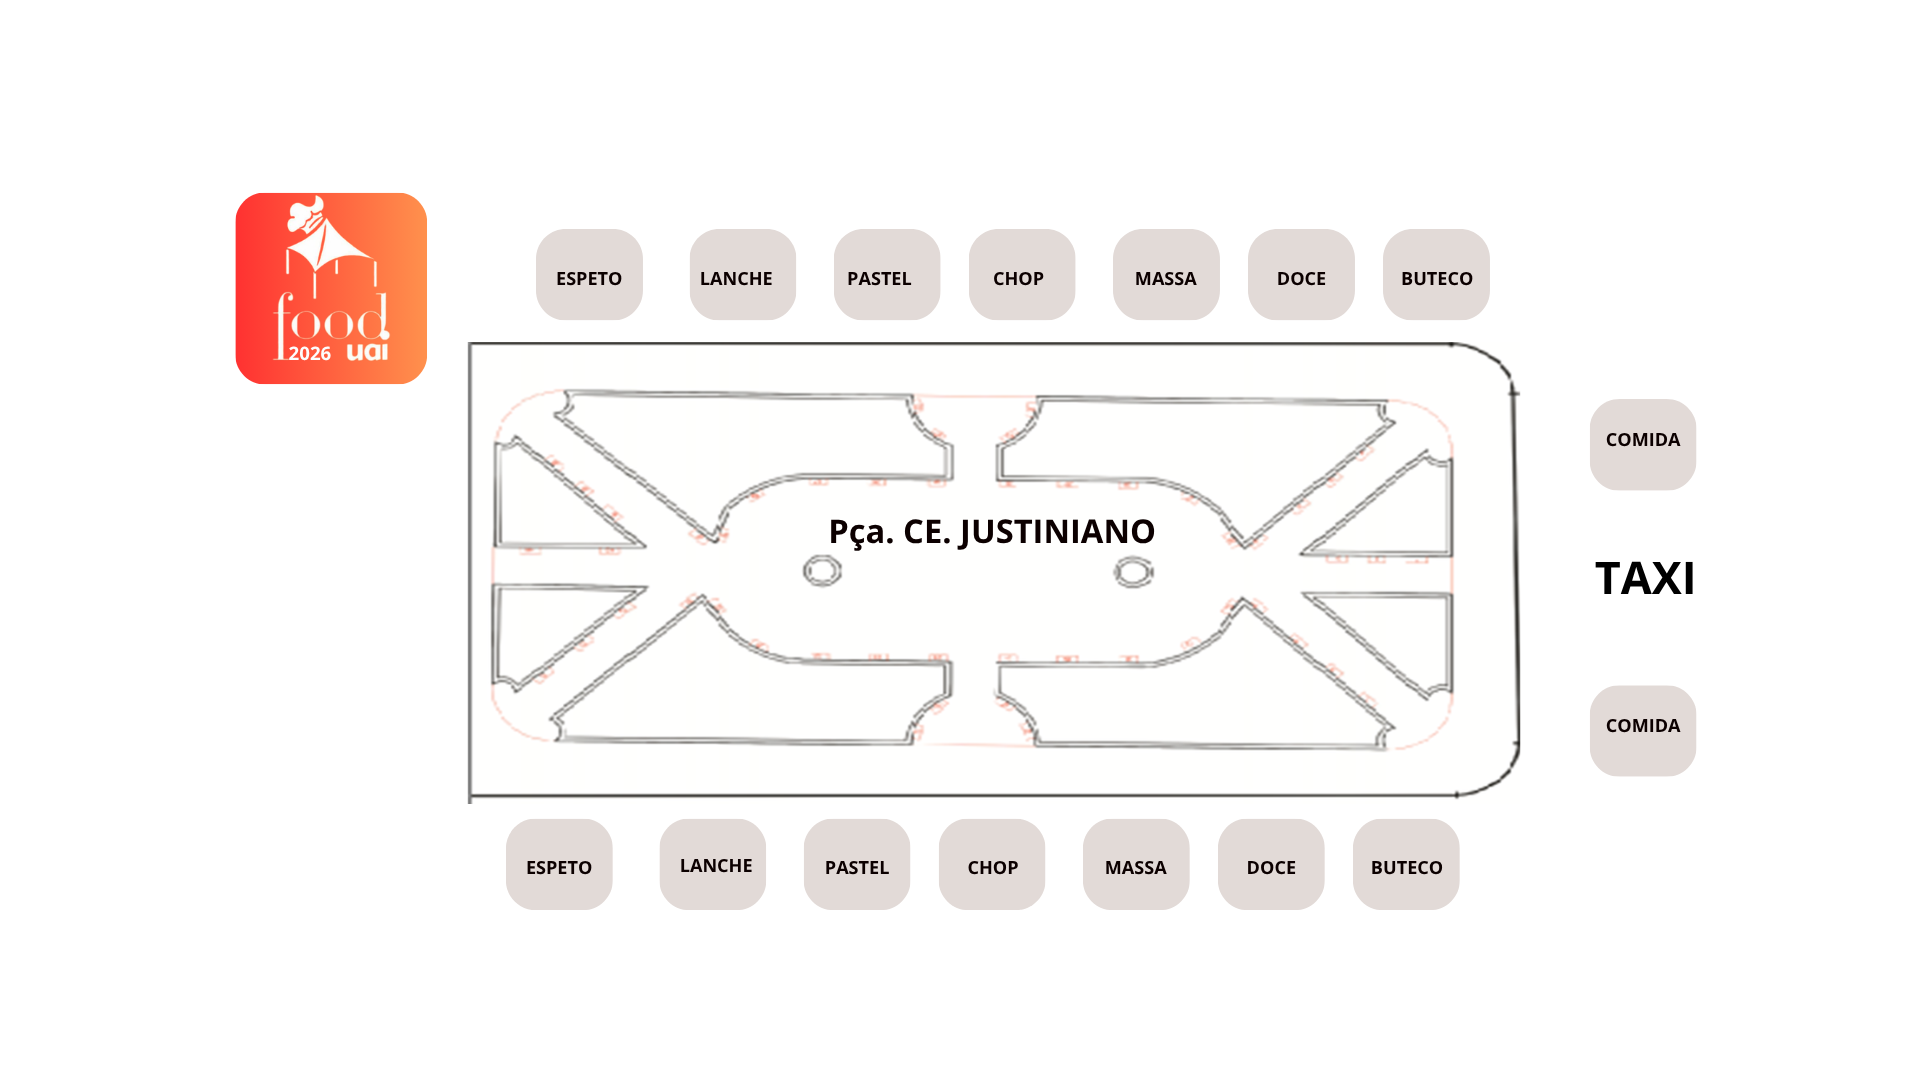 food
2026 uai
ESPETO LANCHE PASTEL CHOP MASSA DOCE BUTECO
COMIDA
Pça. CE. JUSTINIANO
TAXI
COMIDA
ESPETO LANCHE PASTEL CHOP MASSA DOCE BUTECO